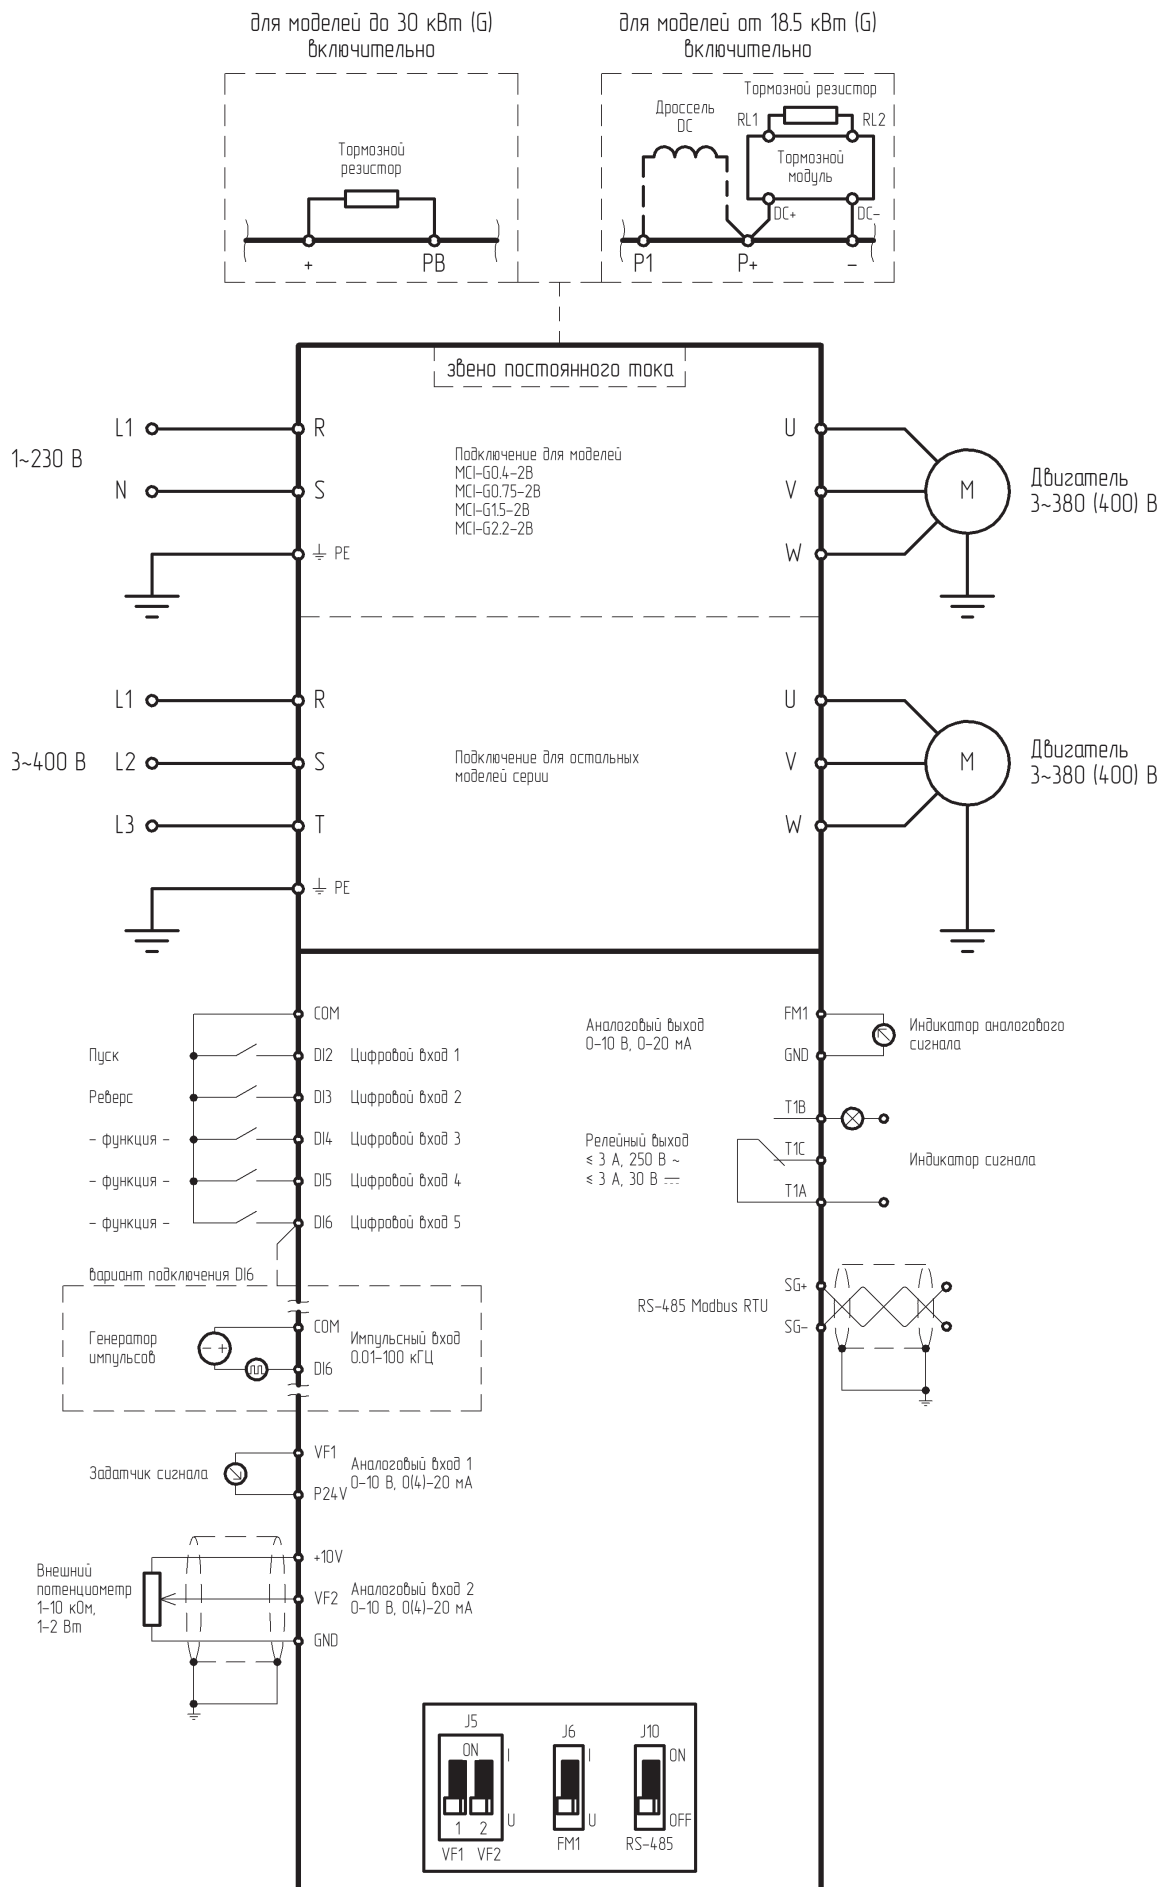 для моделей до 30 кВт (G)
включительно
для моделей от 18.5 кВт (G)
включительно
Тормозной
резистор
+
PB
Дроссель
DC
Тормозной резистор
RL1
RL2
Тормозной
модуль
DC+
DC-
P1
P+
-
звено постоянного тока
L1
R
1~230 В
N
S
PE
Подключение для моделей
MCI-G0.4-2B
MCI-G0.75-2B
MCI-G1.5-2B
MCI-G2.2-2B
U
V
W
M
Двигатель
3~380 (400) В
L1
R
3~400 В
L2
S
L3
T
PE
Подключение для остальных
моделей серии
U
V
W
M
Двигатель
3~380 (400) В
COM
Пуск
DI2
Цифровой вход 1
Реверс
DI3
Цифровой вход 2
- функция -
DI4
Цифровой вход 3
- функция -
DI5
Цифровой вход 4
- функция -
DI6
Цифровой вход 5
Аналоговый выход
0-10 В, 0-20 мА
FM1
GND
Индикатор аналогового
сигнала
Релейный выход
≤ 3 А, 250 В ~
≤ 3 А, 30 В ⎓
T1B
T1C
T1A
Индикатор сигнала
вариант подключения DI6
Генератор
импульсов
- +
COM
DI6
Импульсный вход
0.01-100 кГЦ
RS-485 Modbus RTU
SG+
SG-
Задатчик сигнала
VF1
P24V
Аналоговый вход 1
0-10 В, 0(4)-20 мА
Внешний
потенциометр
1-10 кОм,
1-2 Вт
+10V
VF2
GND
Аналоговый вход 2
0-10 В, 0(4)-20 мА
J5
ON
I
U
1 2
VF1 VF2
J6
I
U
FM1
J10
ON
OFF
RS-485